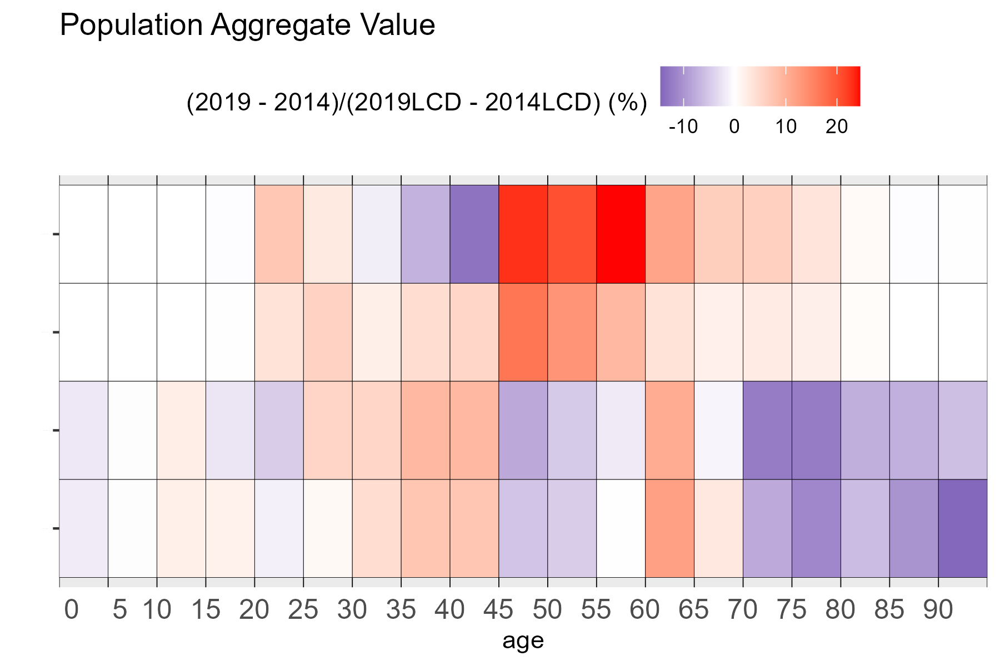 Population Aggregate Value
(2019 - 2014)/(2019LCD - 2014LCD) (%)
-10 0 10 20
0 5 10 15 20 25 30 35 40 45 50 55 60 65 70 75 80 85 90
age